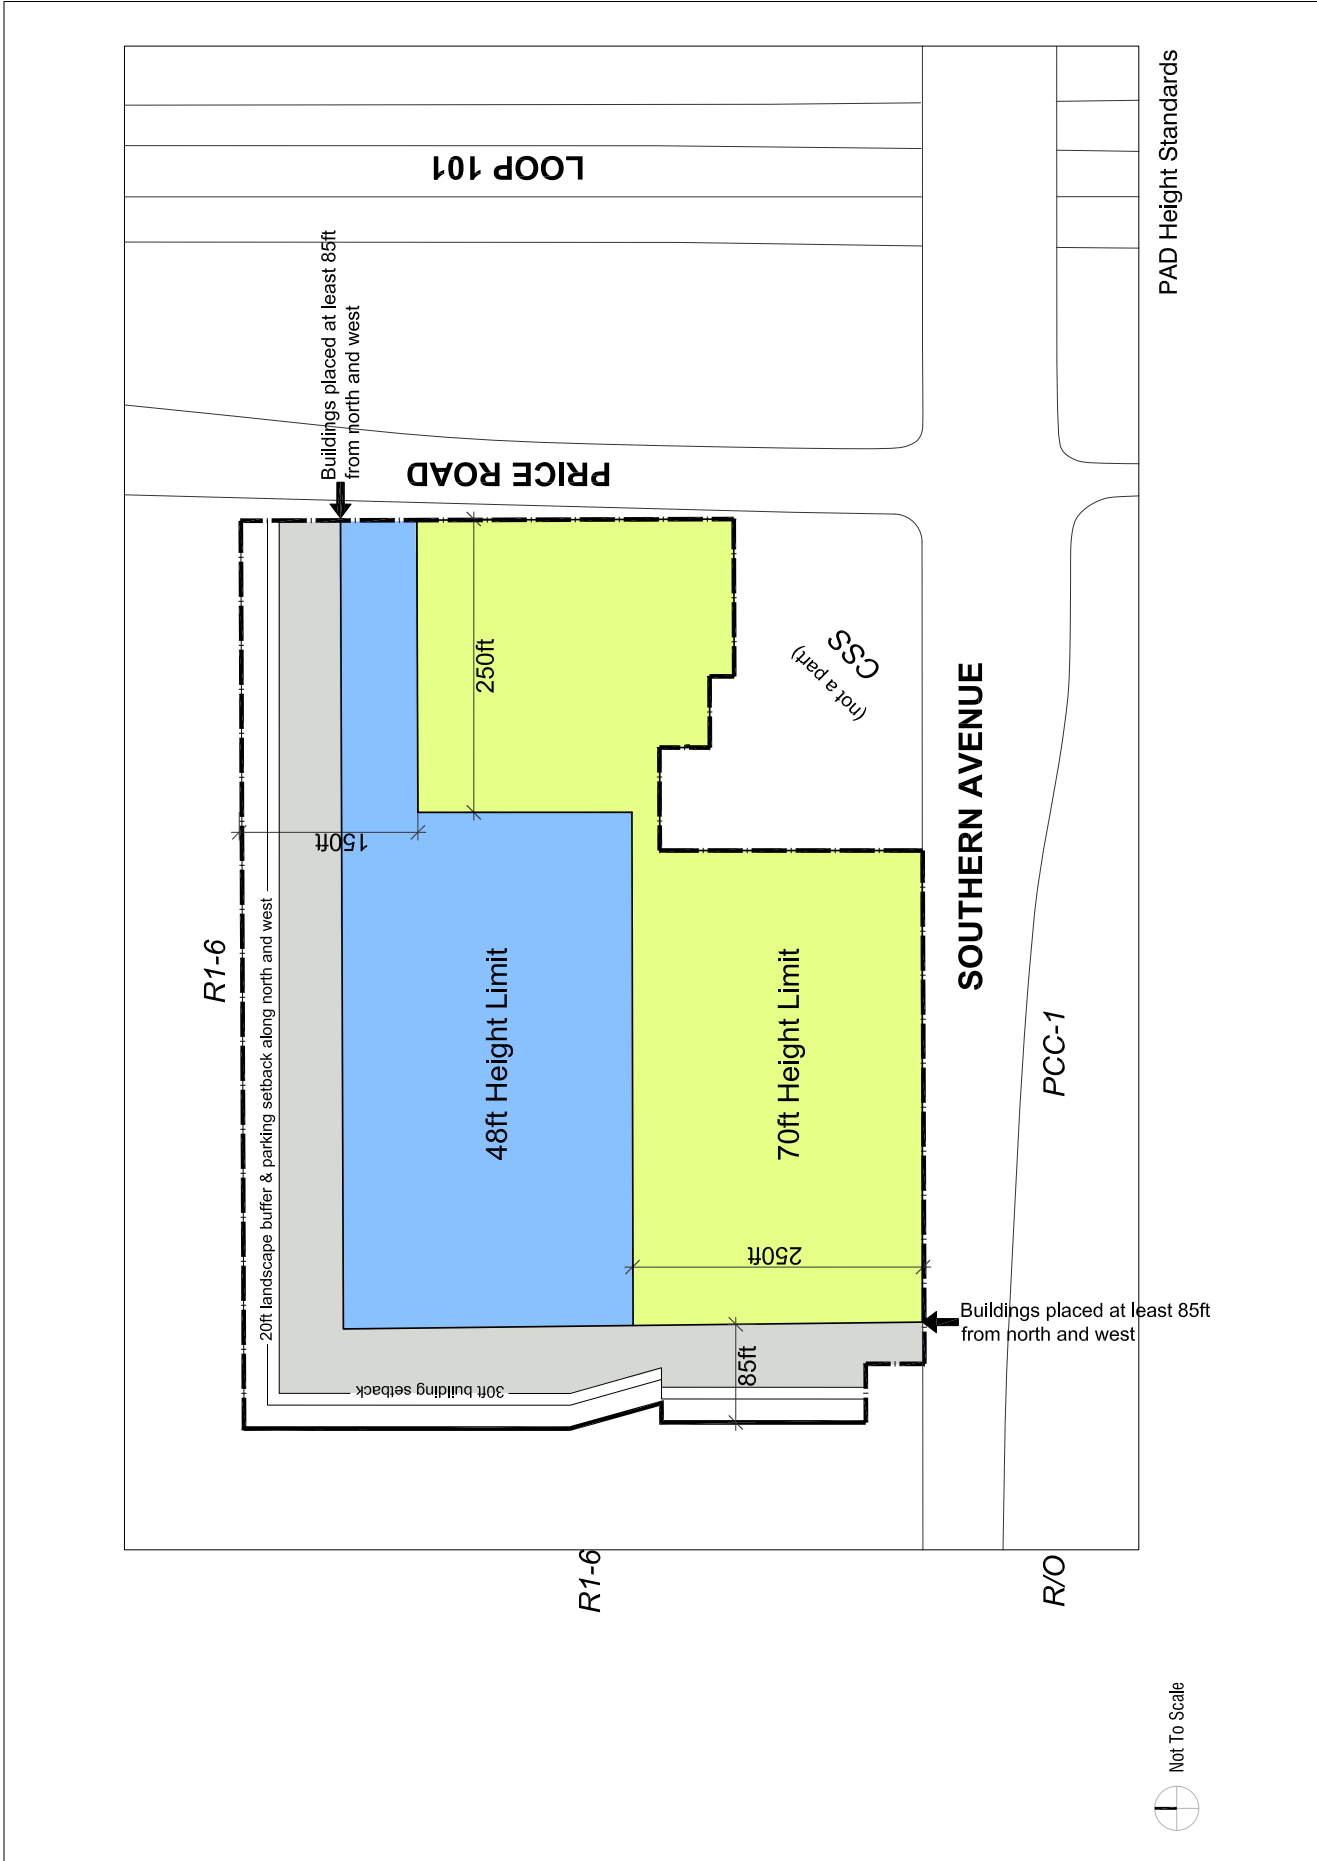 R1-6
20ft landscape buffer & parking setback along north and west
Buildings placed at least 85ft
from north and west
LOOP 101
PRICE ROAD
150ft
250ft
48ft Height Limit
30ft building setback
R1-6
70ft Height Limit
250ft
85ft
CSS
(not a part)
SOUTHERN AVENUE
Buildings placed at least 85ft
from north and west
PCC-1
R/O
PAD Height Standards
Not To Scale